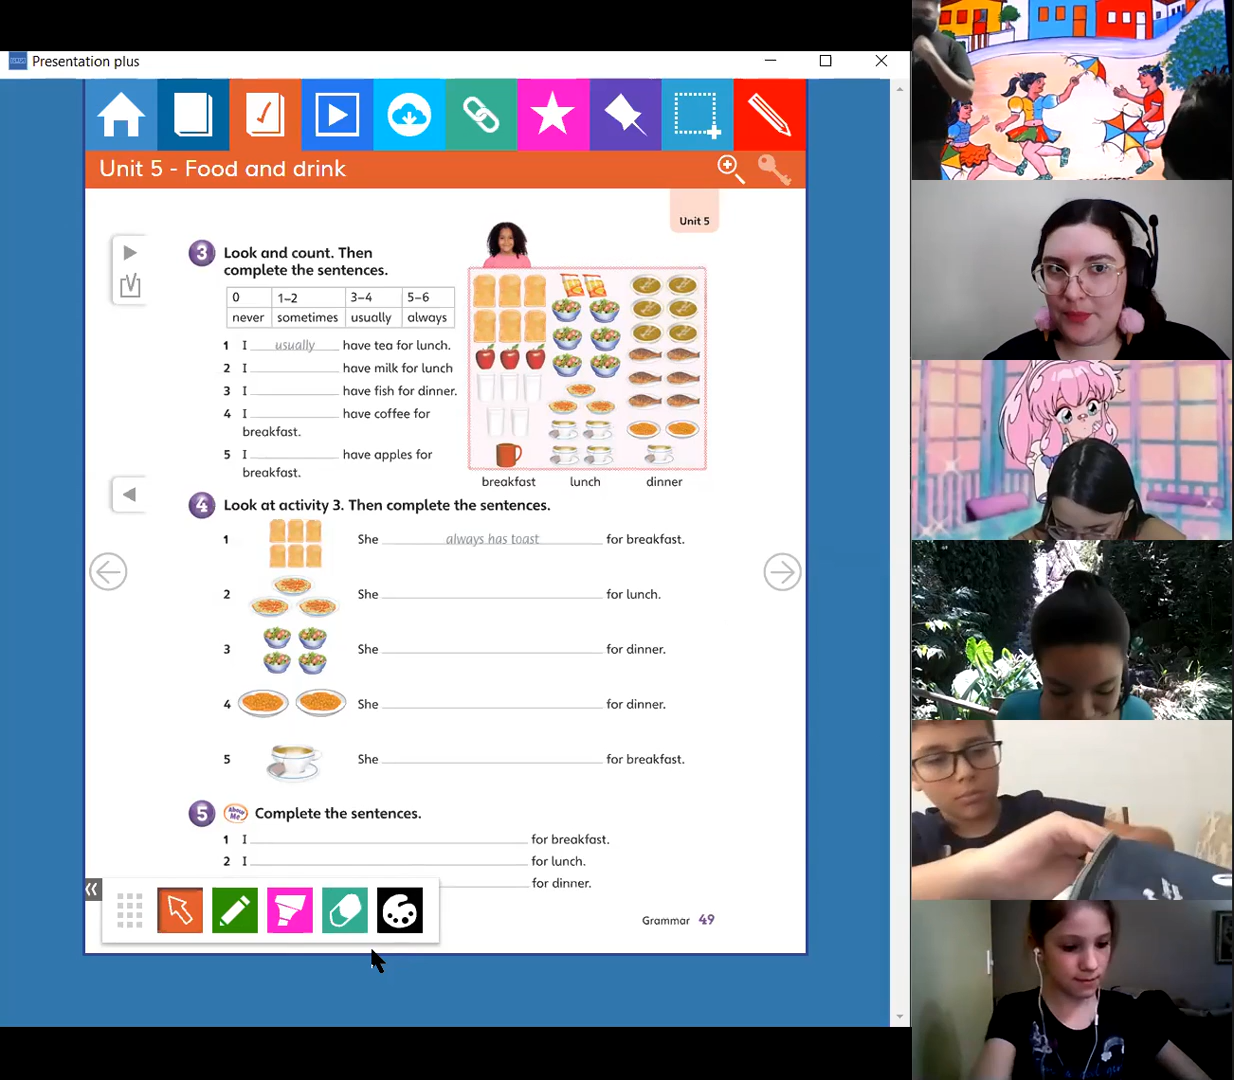 Presentation plus
Unit 5 - Food and drink
Unit 5
3 Look and count. Then
complete the sentences.
0 1–2 3–4 5–6
never sometimes usually always
1 I usually have tea for lunch.
2 I have milk for lunch
3 I have fish for dinner.
4 I have coffee for
breakfast.
5 I have apples for
breakfast.
breakfast lunch dinner
4 Look at activity 3. Then complete the sentences.
1 She always has toast for breakfast.
2 She for lunch.
3 She for dinner.
4 She for dinner.
5 She for breakfast.
5 About Me Complete the sentences.
1 I for breakfast.
2 I for lunch.
for dinner.
Grammar 49